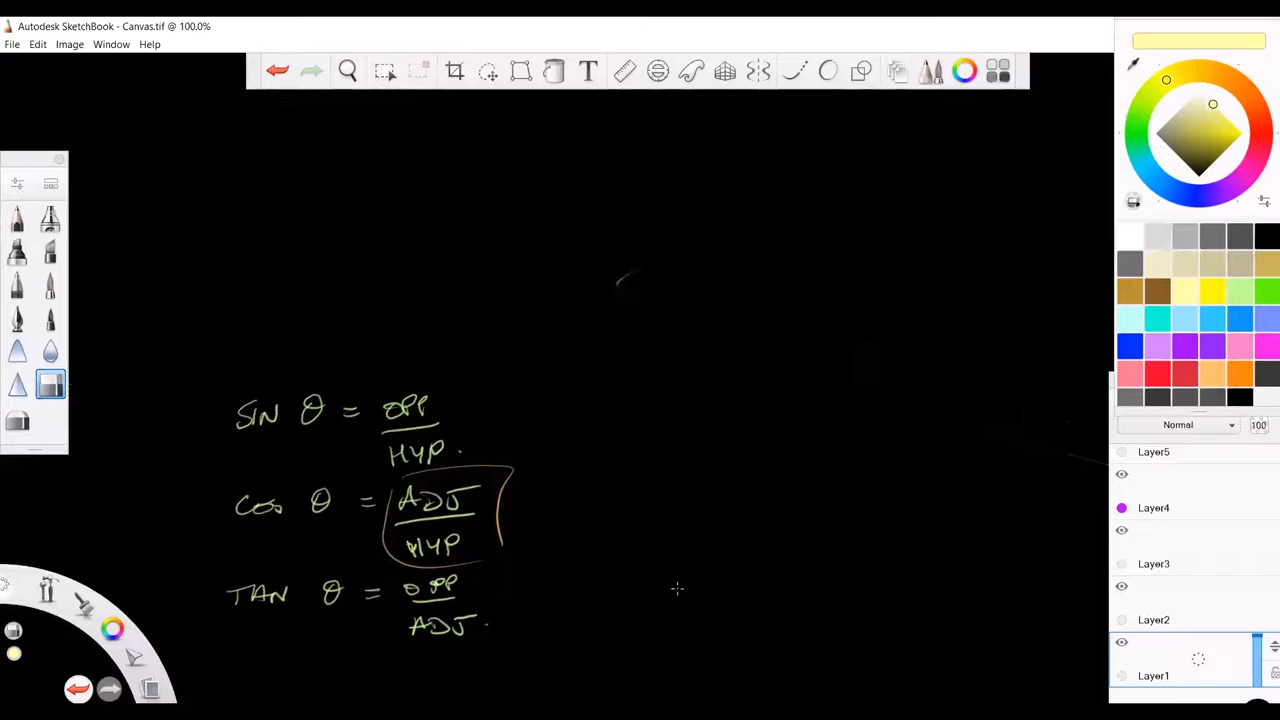 Autodesk SketchBook - Canvas.tif @ 100.0%
File Edit Image Window Help
T
SIN θ = OPP
HYP.
COS θ = ADJ
HYP
TAN θ = OPP
ADJ.
Normal 100
Layer5
Layer4
Layer3
Layer2
Layer1